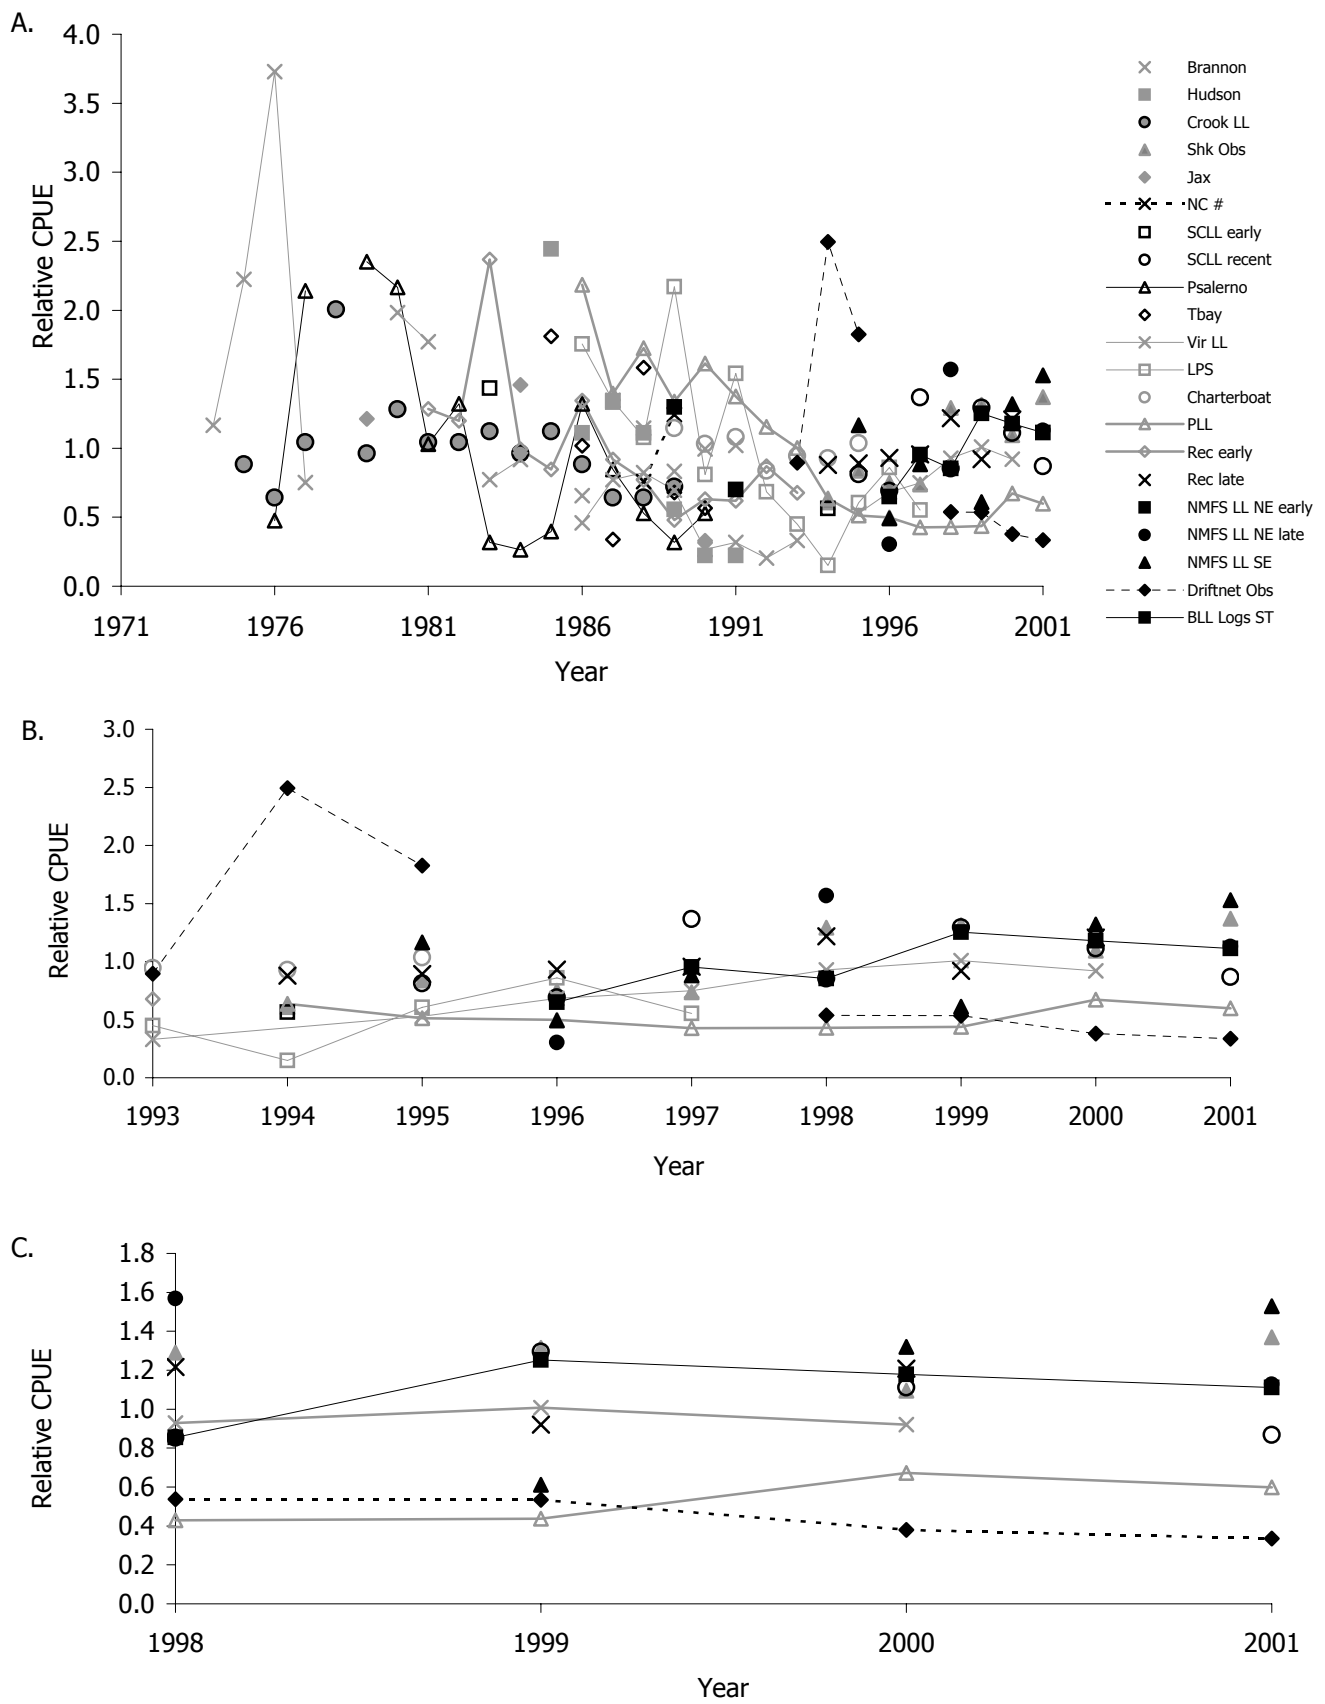 A.
4.0
3.5
3.0
2.5
2.0
1.5
1.0
0.5
0.0
Relative CPUE
1971 1976 1981 1986 1991 1996 2001
Year
Brannon
Hudson
Crook LL
Shk Obs
Jax
NC #
SCLL early
SCLL recent
Psalerno
Tbay
Vir LL
LPS
Charterboat
PLL
Rec early
Rec late
NMFS LL NE early
NMFS LL NE late
NMFS LL SE
Driftnet Obs
BLL Logs ST
B.
3.0
2.5
2.0
1.5
1.0
0.5
0.0
Relative CPUE
1993 1994 1995 1996 1997 1998 1999 2000 2001
Year
C.
1.8
1.6
1.4
1.2
1.0
0.8
0.6
0.4
0.2
0.0
Relative CPUE
1998 1999 2000 2001
Year